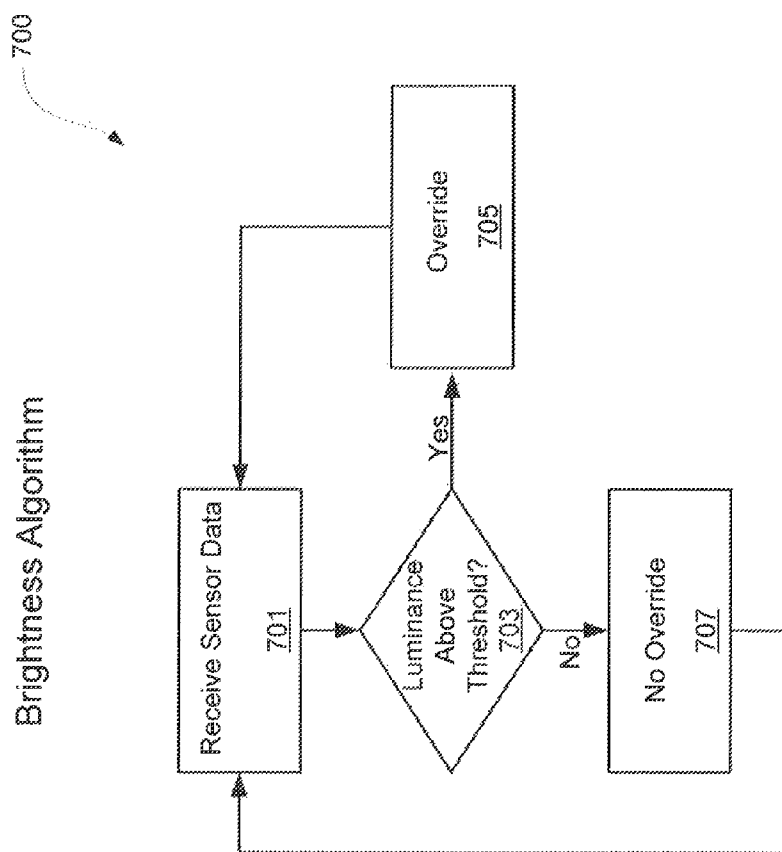 Brightness Algorithm
700
Receive Sensor Data
701
Luminance
Above
Threshold?
703
Yes
Override
705
No
No Override
707